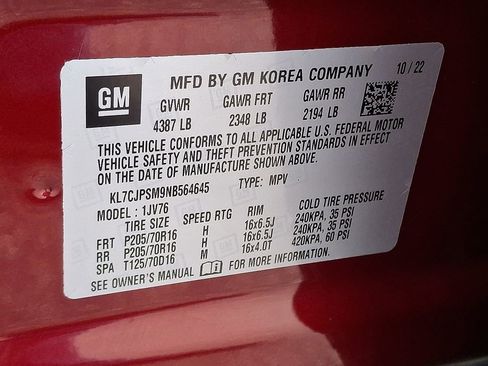 GM
MFD BY GM KOREA COMPANY 10/22
GVWR GAWR FRT GAWR RR
4387 LB 2348 LB 2194 LB
THIS VEHICLE CONFORMS TO ALL APPLICABLE U.S. FEDERAL MOTOR
VEHICLE SAFETY AND THEFT PREVENTION STANDARDS IN EFFECT
ON THE DATE OF MANUFACTURE SHOWN ABOVE.
KL7CJPSM9NB564645 TYPE: MPV
MODEL : 1JV76
TIRE SIZE SPEED RTG RIM COLD TIRE PRESSURE
FRT P205/70R16 H 16x6.5J 240KPA, 35 PSI
RR P205/70R16 H 16x6.5J 240KPA, 35 PSI
SPA T125/70D16 M 16x4.0T 420KPA, 60 PSI
SEE OWNER'S MANUAL FOR MORE INFORMATION.